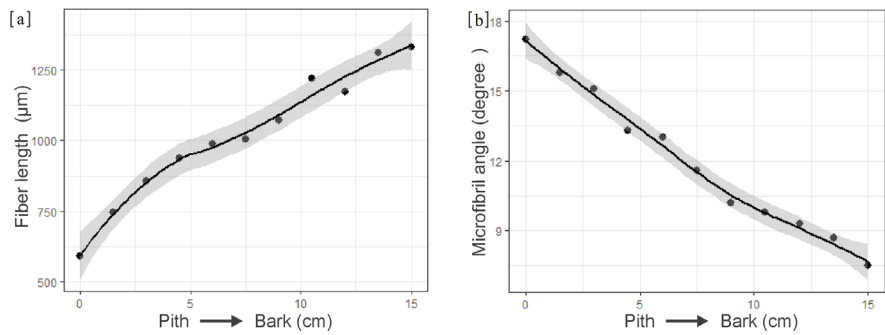 [a]
Fiber length (μm)
1250
1000
750
500
0
5
10
15
Pith → Bark (cm)
[b]
Microfibril angle (degree )
18
15
12
9
0
5
10
15
Pith → Bark (cm)